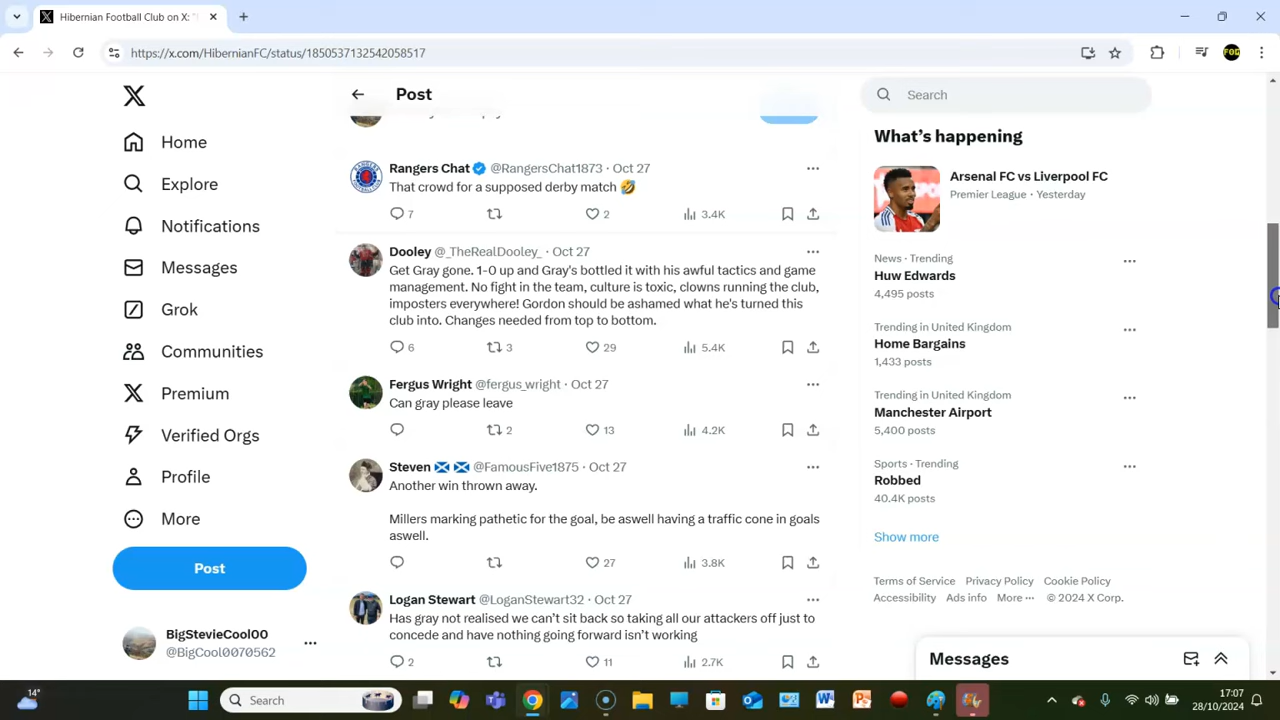 Hibernian Football Club on X: "
https://x.com/HibernianFC/status/1850537132542058517
FOG
Post
Search
Home
Explore
Notifications
Messages
Grok
Communities
Premium
Verified Orgs
Profile
More
Post
BigStevieCool00
@BigCool0070562
Rangers Chat @RangersChat1873 · Oct 27
That crowd for a supposed derby match 🤣
7 2 3.4K
Dooley @_TheRealDooley_ · Oct 27
Get Gray gone. 1-0 up and Gray's bottled it with his awful tactics and game
management. No fight in the team, culture is toxic, clowns running the club,
imposters everywhere! Gordon should be ashamed what he's turned this
club into. Changes needed from top to bottom.
6 3 29 5.4K
Fergus Wright @fergus_wright · Oct 27
Can gray please leave
2 13 4.2K
Steven 🏴󠁧󠁢󠁳󠁣󠁴󠁿 🏴󠁧󠁢󠁳󠁣󠁴󠁿 @FamousFive1875 · Oct 27
Another win thrown away.
Millers marking pathetic for the goal, be aswell having a traffic cone in goals
aswell.
27 3.8K
Logan Stewart @LoganStewart32 · Oct 27
Has gray not realised we can't sit back so taking all our attackers off just to
concede and have nothing going forward isn't working
2 11 2.7K
What's happening
Arsenal FC vs Liverpool FC
Premier League · Yesterday
News · Trending
Huw Edwards
4,495 posts
Trending in United Kingdom
Home Bargains
1,433 posts
Trending in United Kingdom
Manchester Airport
5,400 posts
Sports · Trending
Robbed
40.4K posts
Show more
Terms of Service Privacy Policy Cookie Policy
Accessibility Ads info More ··· © 2024 X Corp.
Messages
14°
Search
17:07
28/10/2024